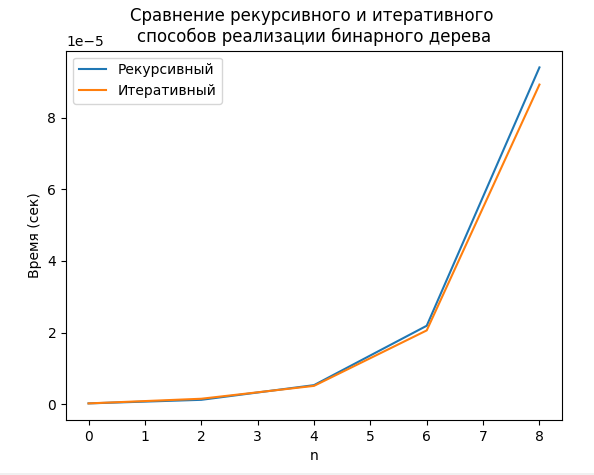 Сравнение рекурсивного и итеративного
способов реализации бинарного дерева
1e−5
Рекурсивный
Итеративный
8
6
4
2
0
Время (сек)
0 1 2 3 4 5 6 7 8
n